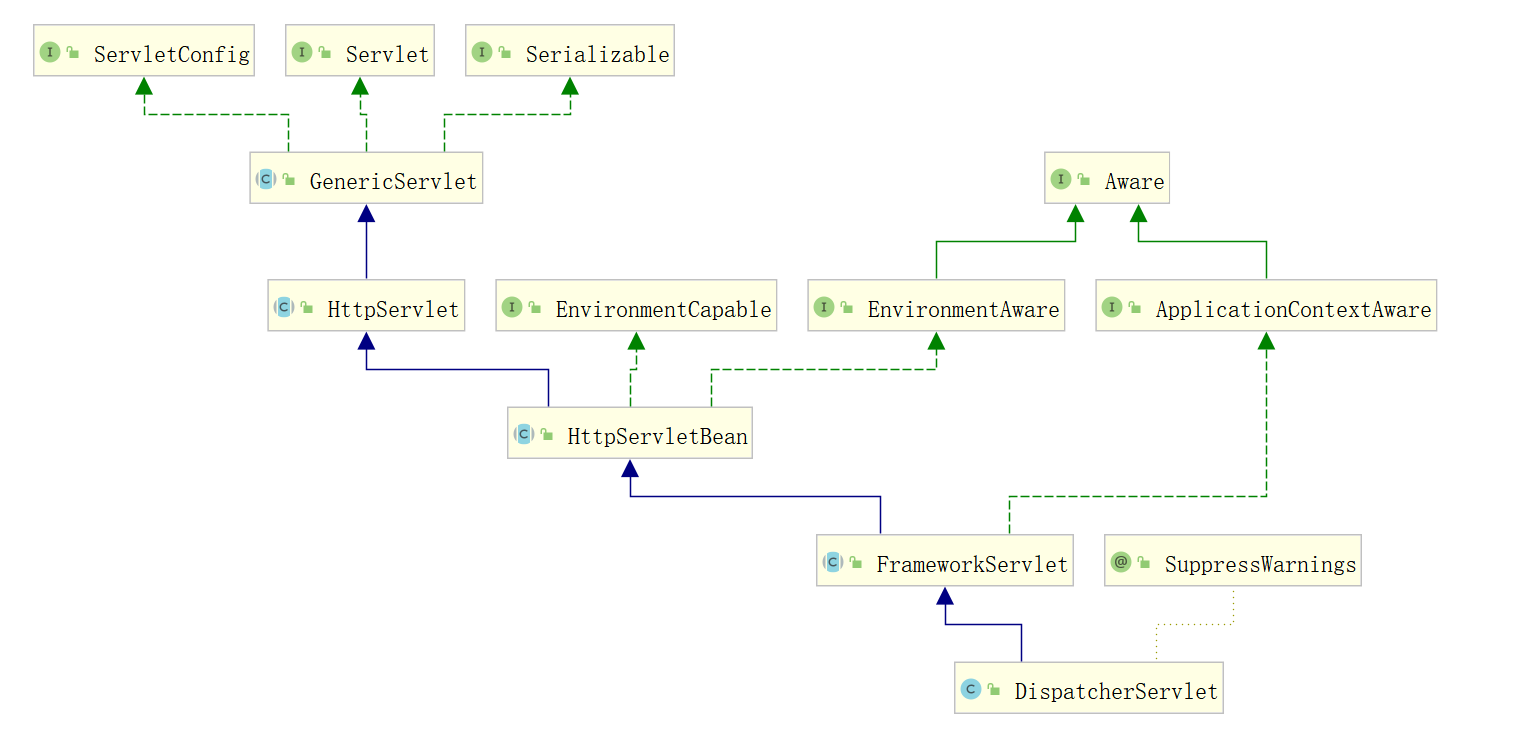 ServletConfig
Servlet
Serializable
GenericServlet
Aware
HttpServlet
EnvironmentCapable
EnvironmentAware
ApplicationContextAware
HttpServletBean
FrameworkServlet
SuppressWarnings
DispatcherServlet